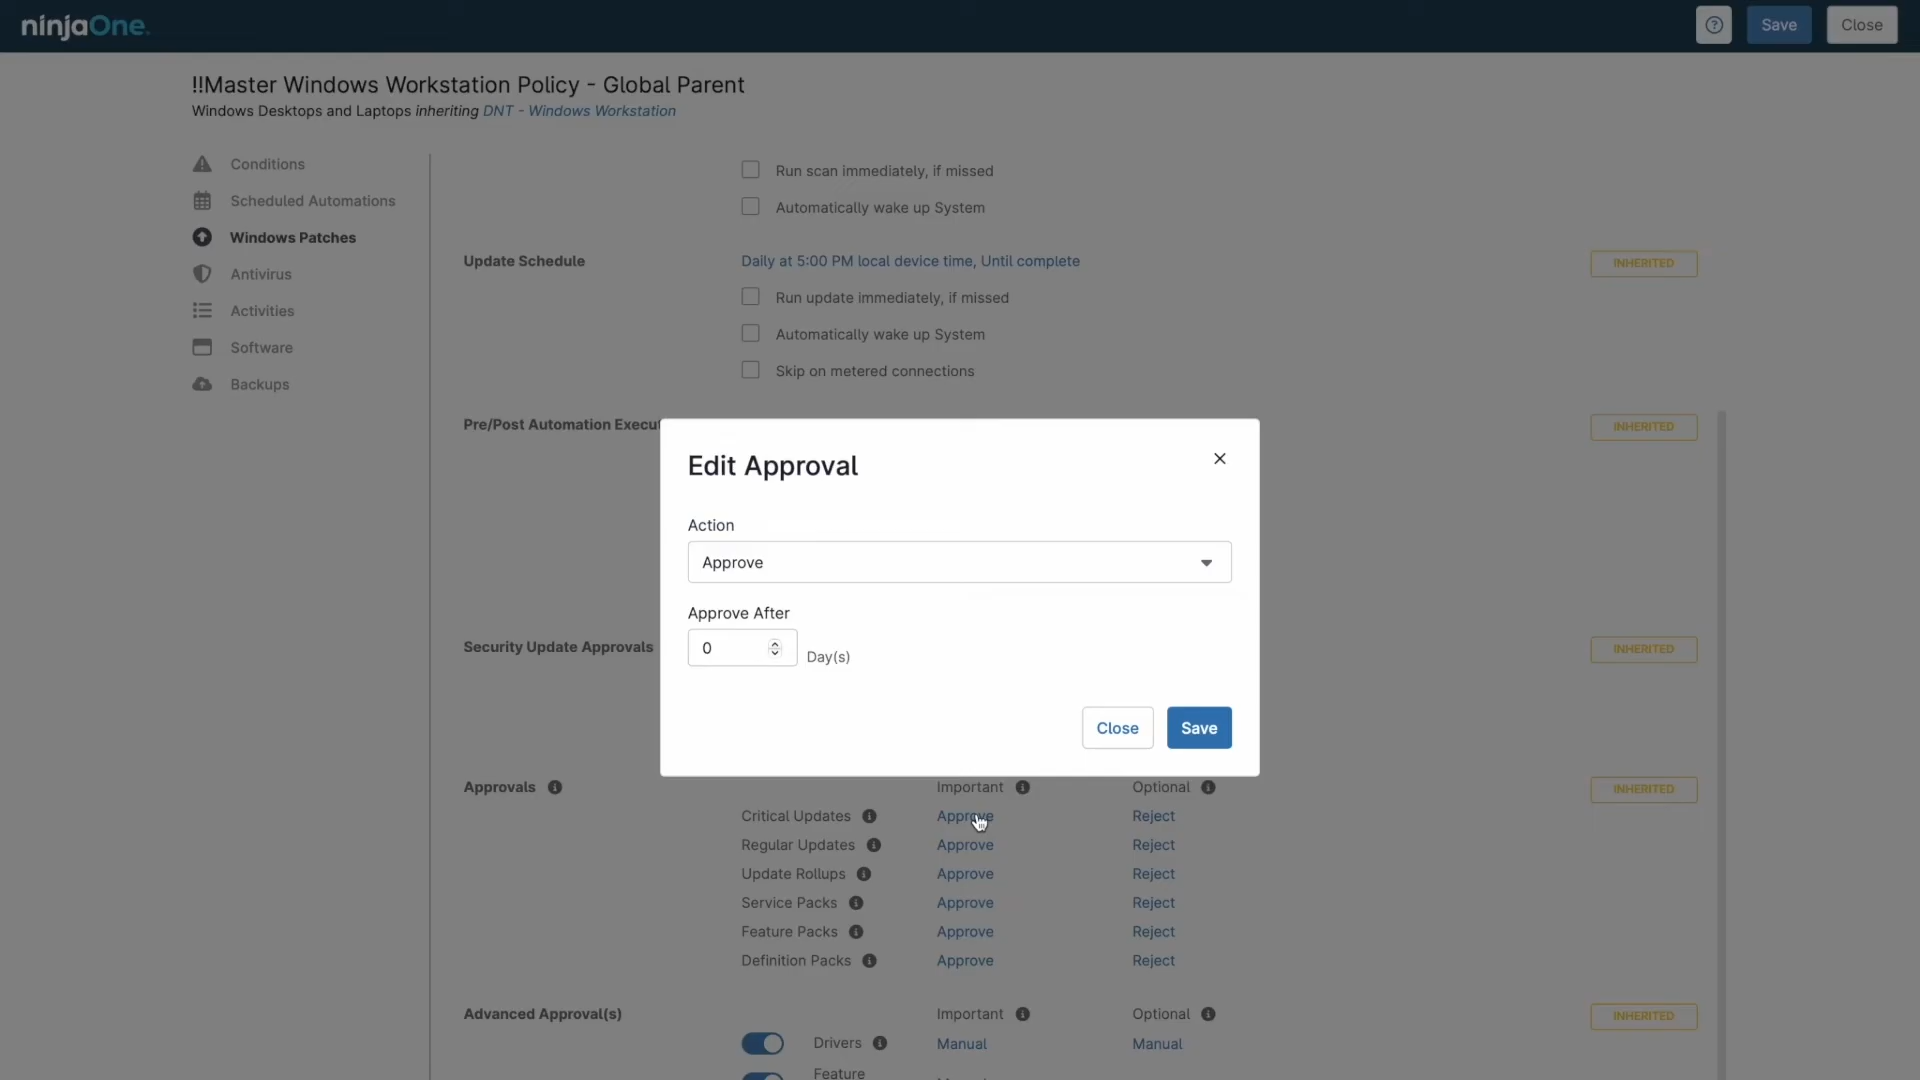 ninjaOne.
Save
Close
!!Master Windows Workstation Policy - Global Parent
Windows Desktops and Laptops inheriting DNT - Windows Workstation
Conditions
Scheduled Automations
Windows Patches
Antivirus
Activities
Software
Backups
Run scan immediately, if missed
Automatically wake up System
Update Schedule
Daily at 5:00 PM local device time, Until complete
INHERITED
Run update immediately, if missed
Automatically wake up System
Skip on metered connections
Pre/Post Automation
INHERITED
Edit Approval
Action
Approve
Approve After
0
Day(s)
Close
Save
Security Update Approvals
INHERITED
Approvals
Important
Optional
INHERITED
Critical Updates
Approve
Reject
Regular Updates
Approve
Reject
Update Rollups
Approve
Reject
Service Packs
Approve
Reject
Feature Packs
Approve
Reject
Definition Packs
Approve
Reject
Advanced Approval(s)
Important
Optional
INHERITED
Drivers
Manual
Manual
Feature